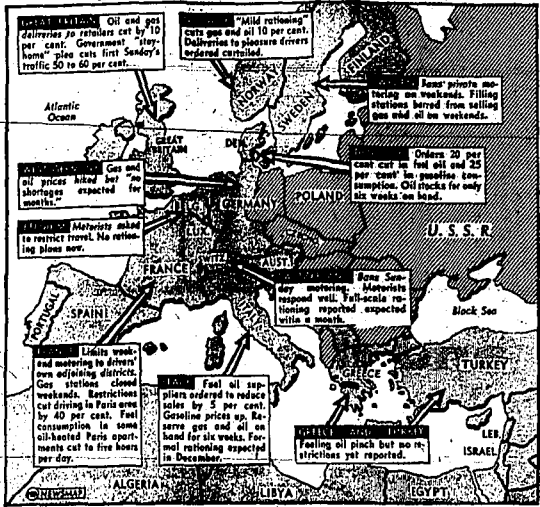 GREAT BRITAIN Oil and gas
deliveries to retailers cut by 10
per cent. Government "stay-
home" plea cuts first Sunday's
traffic 50 to 60 per cent.
"Mild rationing"
cuts gas and oil 10 per cent.
Deliveries to pleasure drivers
ordered curtailed.
FINLAND
NORWAY
SWEDEN
Bans private mo-
toring on weekends. Filling
stations barred from selling
gas and oil on weekends.
Atlantic
Ocean
GREAT
BRITAIN
DEN.
Orders 20 per
cent cut in fuel oil and 25
per cent in gasoline con-
sumption. Oil stocks for only
six weeks on hand.
Gas and
oil prices hiked but "no
shortages expected for
months."
GERMANY
POLAND
U. S. S. R.
Motorists asked
to restrict travel. No ration-
ing plans now.
LUX.
FRANCE
SWITZ.
AUST.
Bans Sun-
day motoring. Motorists
respond well. Full-scale ra-
tioning reported expected
within a month.
PORTUGAL
SPAIN
Black Sea
Limits week-
end motoring to drivers'
own adjoining districts.
Gas stations closed
weekends. Restrictions
cut driving in Paris area
by 40 per cent. Fuel
consumption in some
oil-heated Paris apart-
ments cut to five hours
per day.
ITALY Fuel oil sup-
pliers ordered to reduce
sales by 5 per cent.
Gasoline prices up. Re-
serve gas and oil on
hand for six weeks. For-
mal rationing expected
in December.
GREECE
TURKEY
GREECE AND TURKEY
Feeling oil pinch but no re-
strictions yet reported.
LEB.
ISRAEL
NEWSMAP
ALGERIA
LIBYA
EGYPT